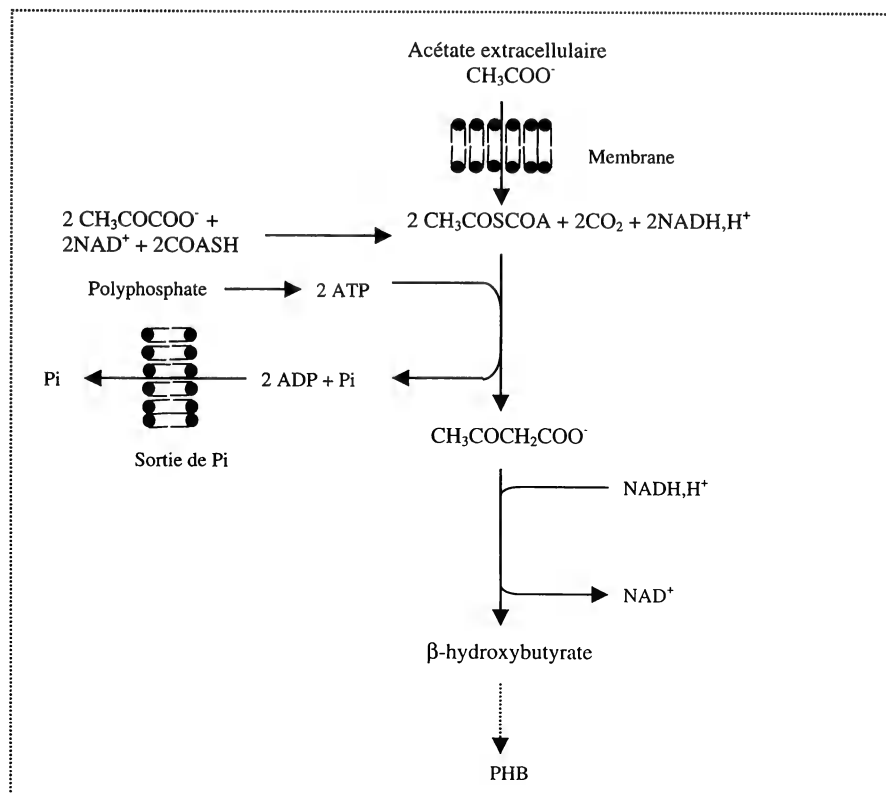 Acétate extracellulaire
CH₃COO⁻
Membrane
2 CH₃COCOO⁻ +
2NAD⁺ + 2COASH
2 CH₃COSCOA + 2CO₂ + 2NADH,H⁺
Polyphosphate
2 ATP
Pi
2 ADP + Pi
Sortie de Pi
CH₃COCH₂COO⁻
NADH,H⁺
NAD⁺
β-hydroxybutyrate
PHB